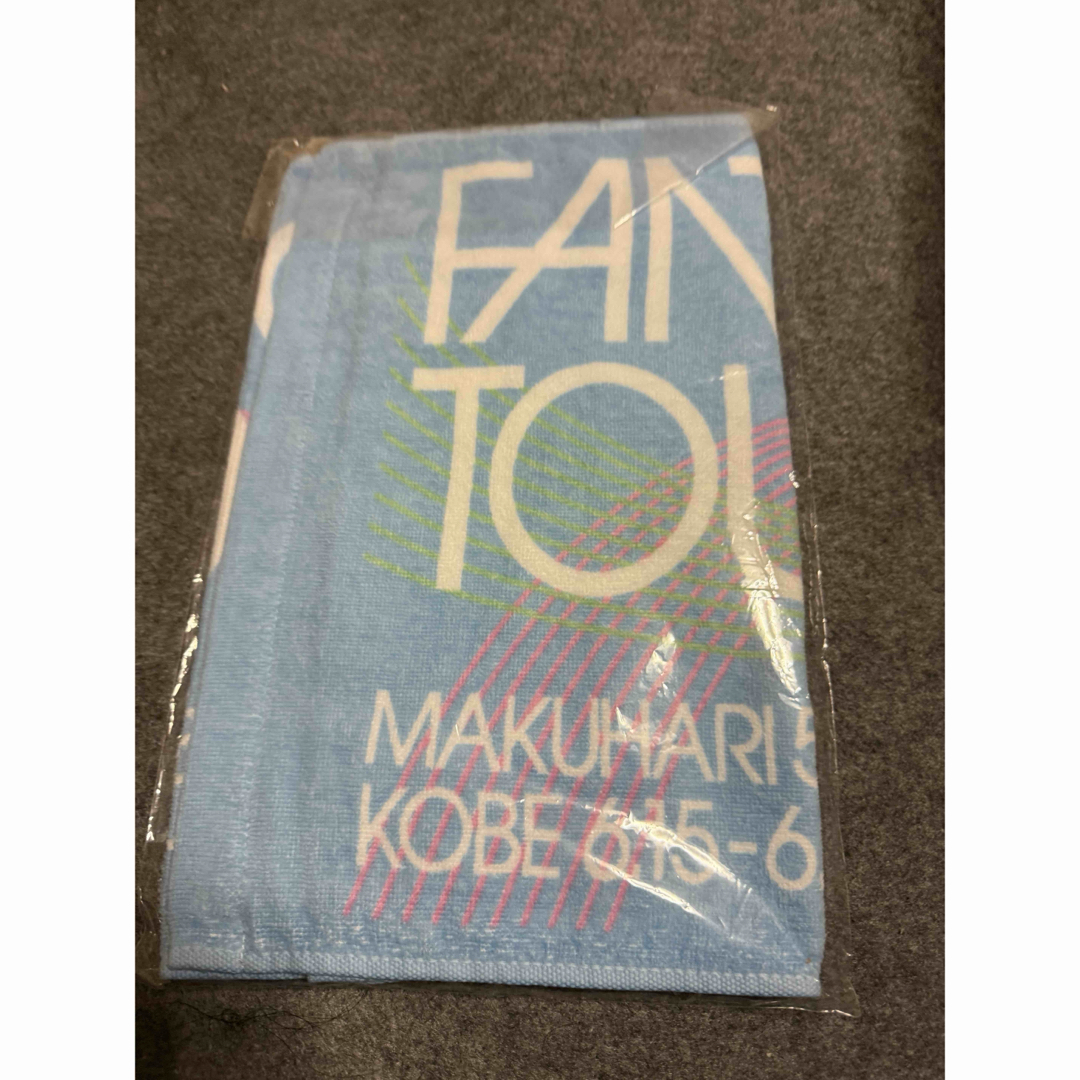 FAN
TOU
MAKUHARI 5
KOBE 6.15-6